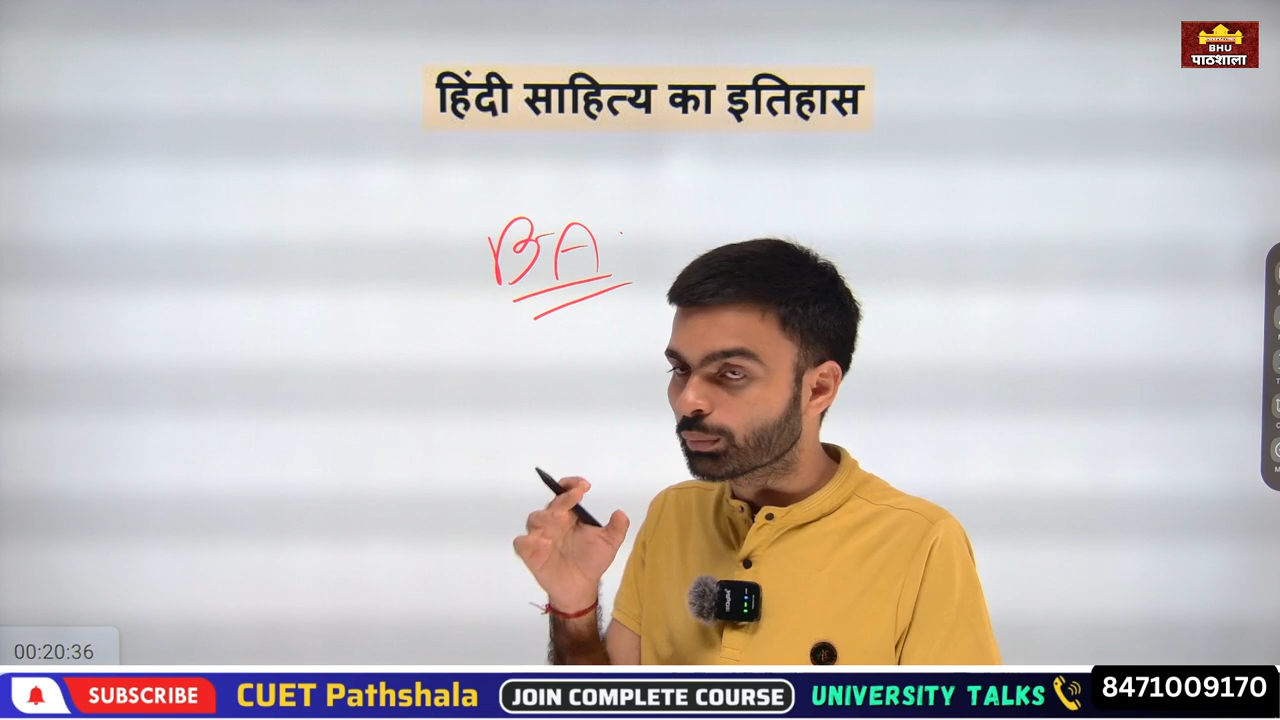 BHU
पाठशाला
हिंदी साहित्य का इतिहास
BA
00:20:36
SUBSCRIBE CUET Pathshala JOIN COMPLETE COURSE UNIVERSITY TALKS 8471009170